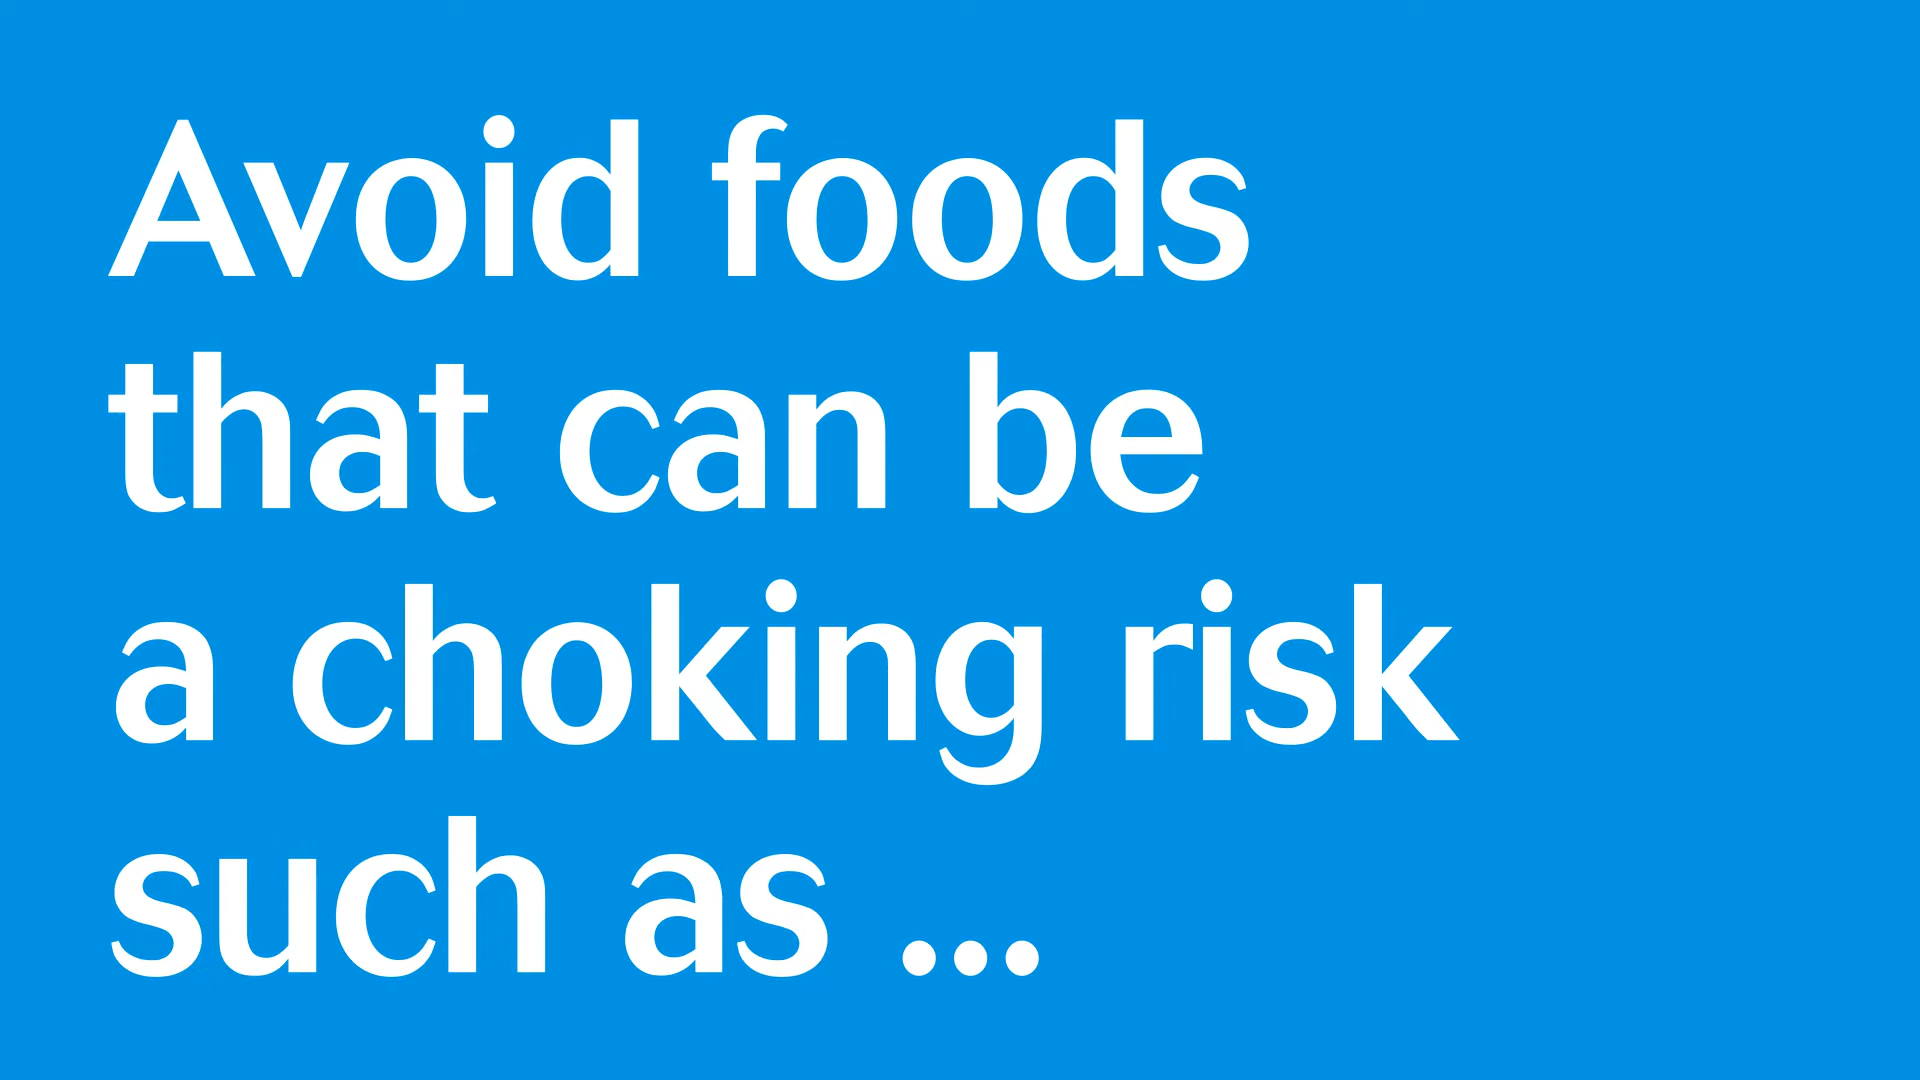 Avoid foods
that can be
a choking risk
such as ...